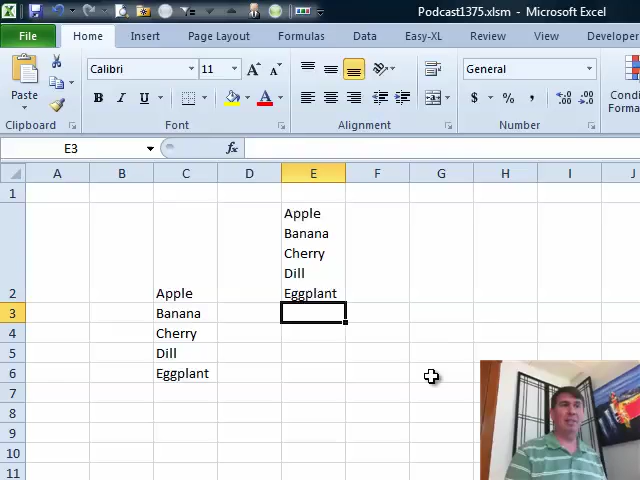 Podcast1375.xlsm - Microsoft Excel
File Home Insert Page Layout Formulas Data Easy-XL Review Developer
Calibri 11 General
Paste B I U A $ % , Condi
Clipboard Font Alignment Number Form
E3 fx
A B C D E F G H I J
1
Apple
Banana
Cherry
Dill
2 Apple Eggplant
3 Banana
4 Cherry
5 Dill
6 Eggplant
7
8
9
10
11